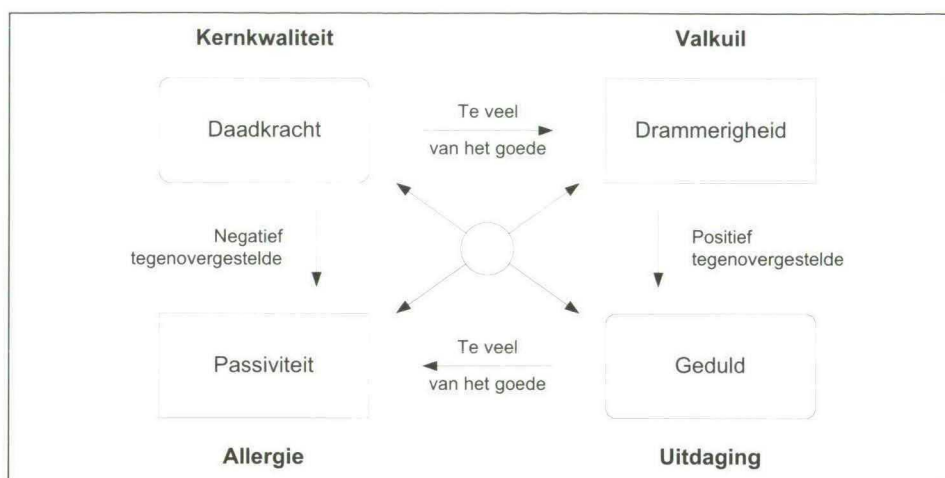 Kernkwaliteit
Valkuil
Daadkracht
Te veel
van het goede
Drammerigheid
Negatief
tegenovergestelde
Positief
tegenovergestelde
Passiviteit
Te veel
van het goede
Geduld
Allergie
Uitdaging